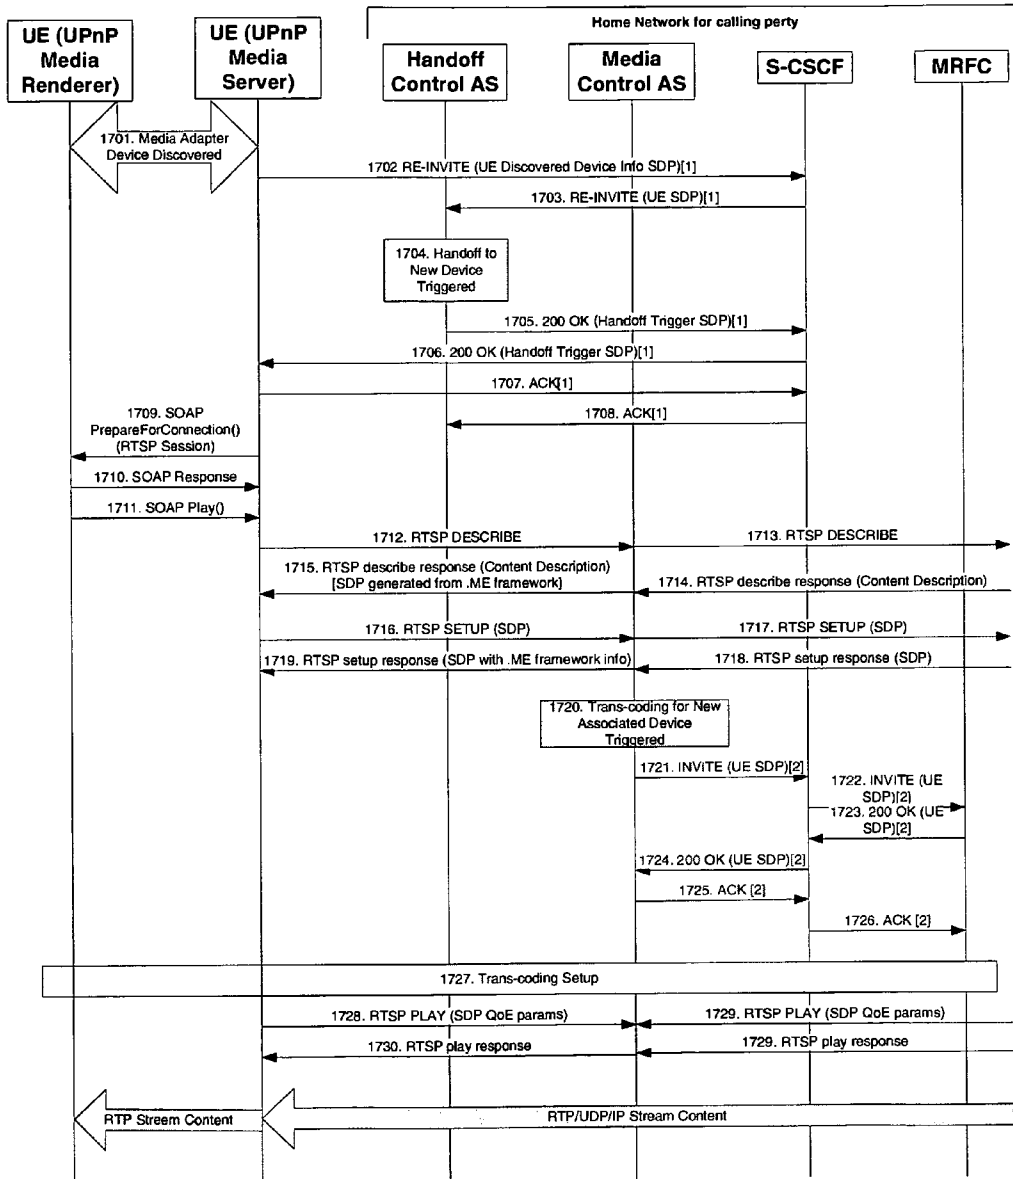 Home Network for calling perty
UE (UPnP
Media
Renderer)
UE (UPnP
Media
Server)
Handoff
Control AS
Media
Control AS
S-CSCF
MRFC
1701. Media Adapter
Device Discovered
1702 RE-INVITE (UE Discovered Device Info SDP)[1]
1703. RE-INVITE (UE SDP)[1]
1704. Handoff to
New Device
Triggered
1705. 200 OK (Handoff Trigger SDP)[1]
1706. 200 OK (Handoff Trigger SDP)[1]
1707. ACK[1]
1708. ACK[1]
1709. SOAP
PrepareForConnection()
(RTSP Session)
1710. SOAP Response
1711. SOAP Play()
1712. RTSP DESCRIBE
1713. RTSP DESCRIBE
1715. RTSP describe response (Content Description)
[SDP generated from .ME framework]
1714. RTSP describe response (Content Description)
1716. RTSP SETUP (SDP)
1717. RTSP SETUP (SDP)
1719. RTSP setup response (SDP with .ME framework info)
1718. RTSP setup response (SDP)
1720. Trans-coding for New
Associated Device
Triggered
1721. INVITE (UE SDP)[2]
1722. INVITE (UE
SDP)[2]
1723. 200 OK (UE
SDP)[2]
1724. 200 OK (UE SDP)[2]
1725. ACK [2]
1726. ACK [2]
1727. Trans-coding Setup
1728. RTSP PLAY (SDP QoE params)
1729. RTSP PLAY (SDP QoE params)
1730. RTSP play response
1729. RTSP play response
RTP Streem Content
RTP/UDP/IP Stream Content